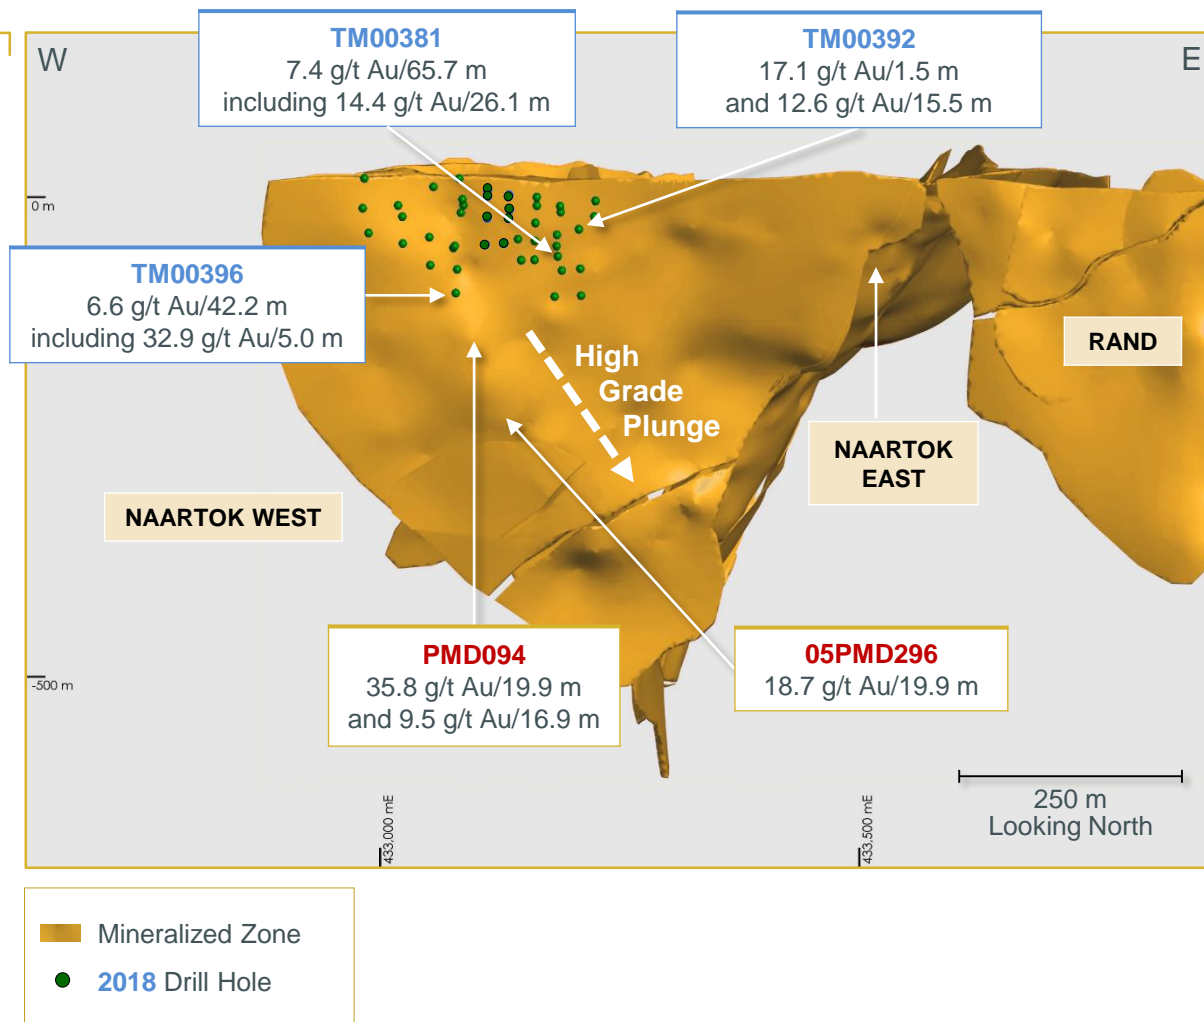 W
E
TM00381
7.4 g/t Au/65.7 m
including 14.4 g/t Au/26.1 m
TM00392
17.1 g/t Au/1.5 m
and 12.6 g/t Au/15.5 m
0 m
TM00396
6.6 g/t Au/42.2 m
including 32.9 g/t Au/5.0 m
High
Grade
Plunge
RAND
NAARTOK
EAST
NAARTOK WEST
PMD094
35.8 g/t Au/19.9 m
and 9.5 g/t Au/16.9 m
05PMD296
18.7 g/t Au/19.9 m
-500 m
433,000 mE
433,500 mE
250 m
Looking North
Mineralized Zone
2018 Drill Hole